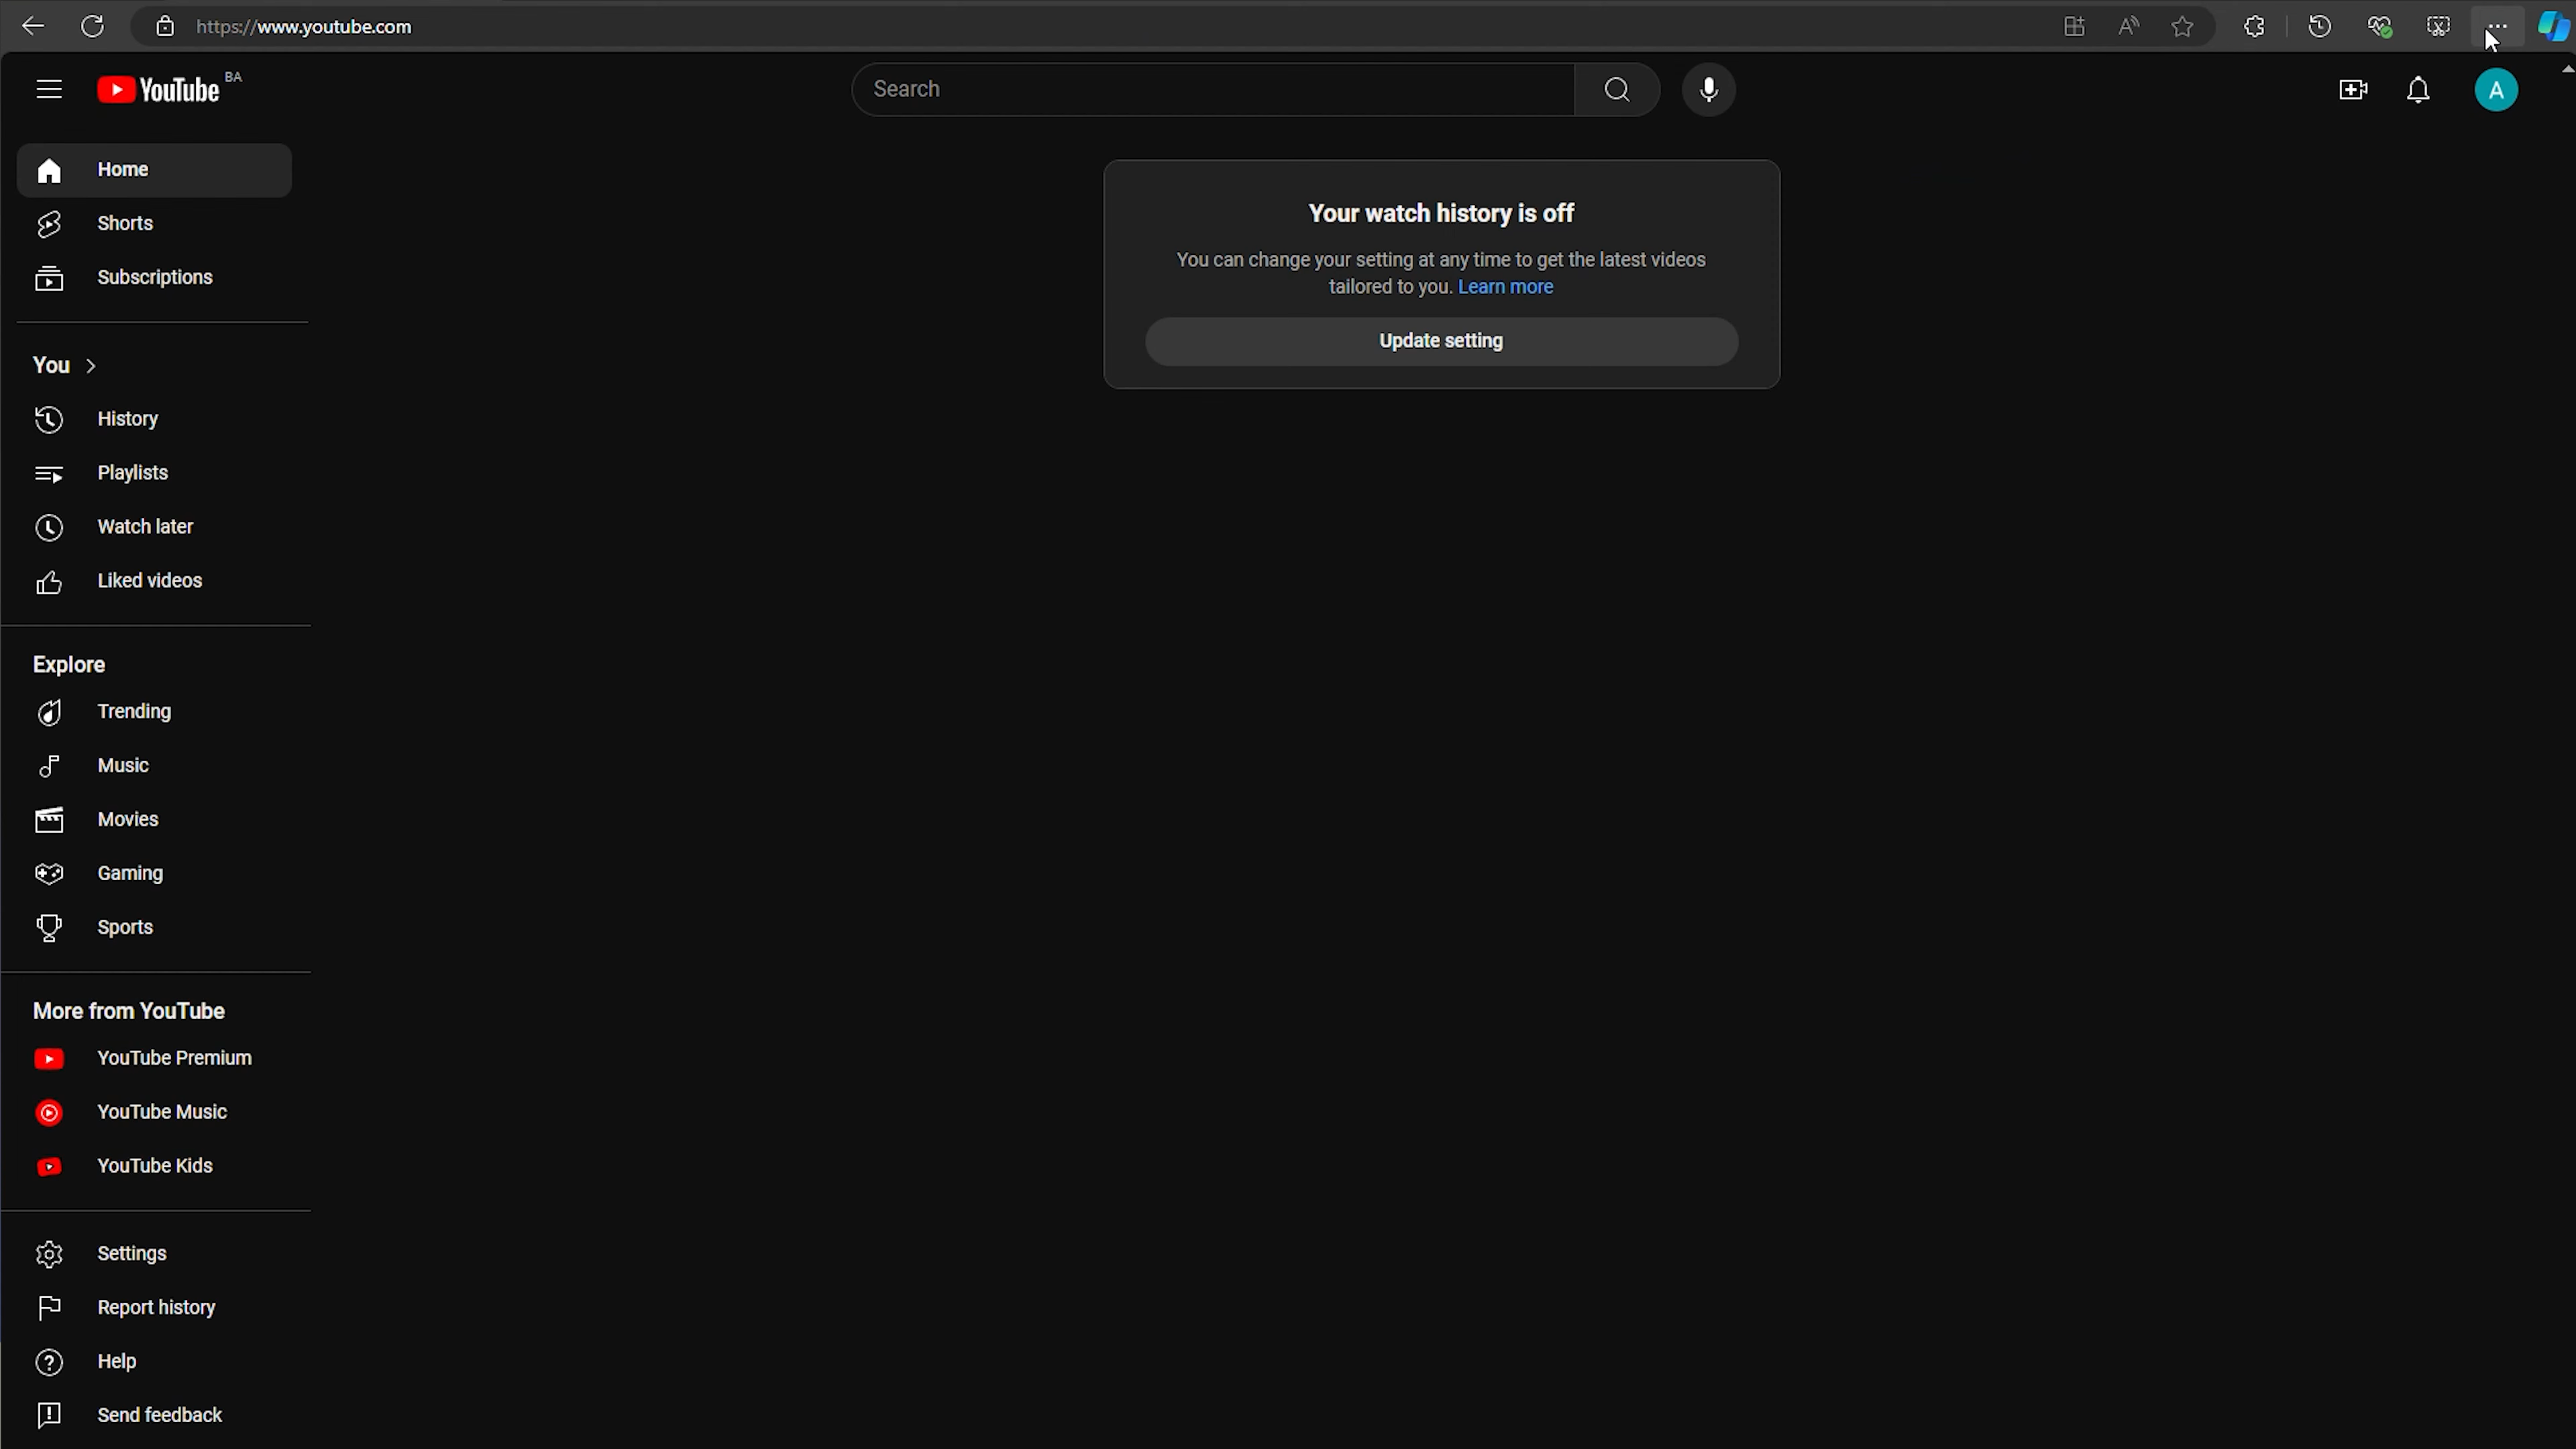 https://www.youtube.com
YouTube BA
Search
A
Home
Shorts
Subscriptions
Your watch history is off
You can change your setting at any time to get the latest videos
tailored to you. Learn more
Update setting
You
History
Playlists
Watch later
Liked videos
Explore
Trending
Music
Movies
Gaming
Sports
More from YouTube
YouTube Premium
YouTube Music
YouTube Kids
Settings
Report history
Help
Send feedback